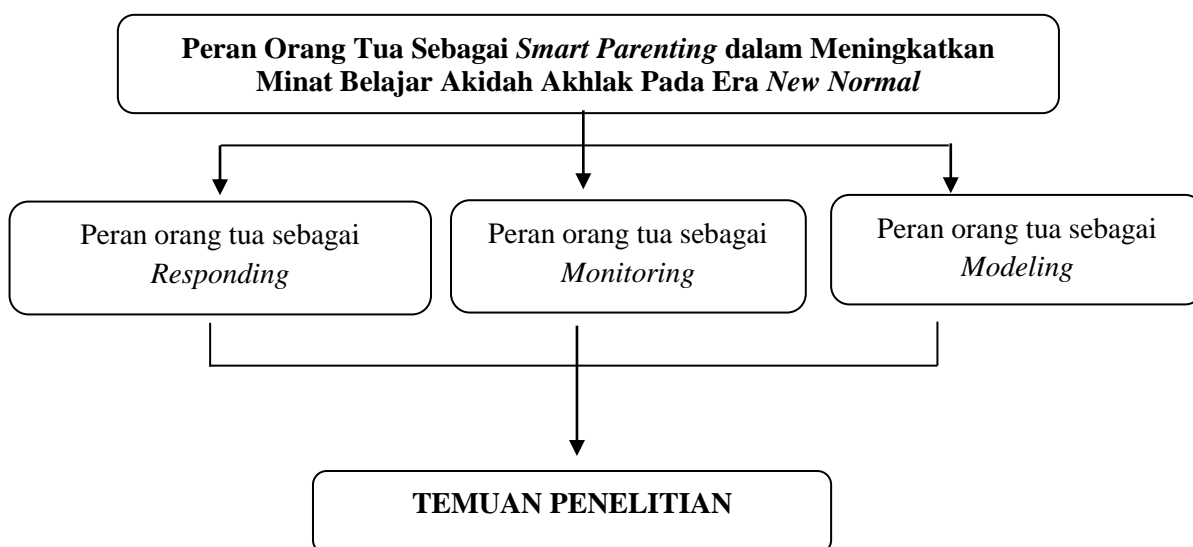 Peran Orang Tua Sebagai Smart Parenting dalam Meningkatkan
Minat Belajar Akidah Akhlak Pada Era New Normal
Peran orang tua sebagai
Responding
Peran orang tua sebagai
Monitoring
Peran orang tua sebagai
Modeling
TEMUAN PENELITIAN